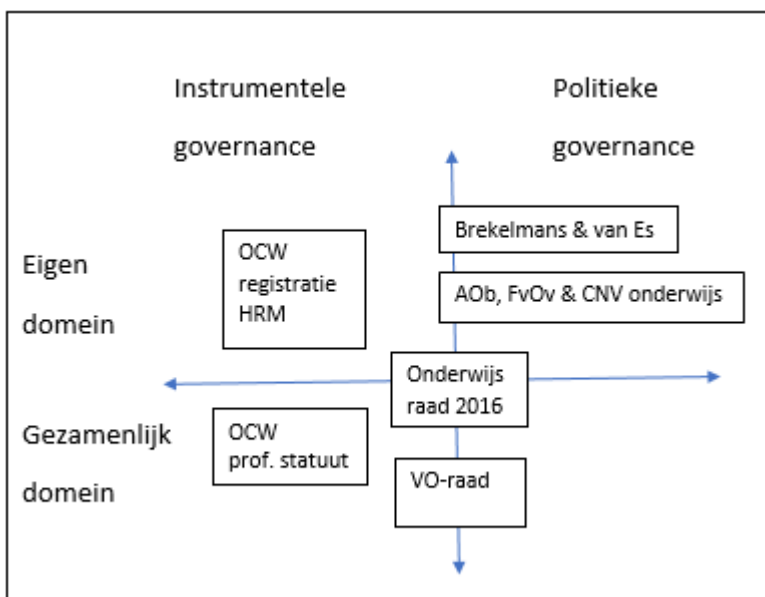 Instrumentele
governance
Politieke
governance
Eigen
domein
OCW
registratie
HRM
Brekelmans & van Es
AOb, FvOv & CNV onderwijs
Onderwijs
raad 2016
Gezamenlijk
domein
OCW
prof. statuut
VO-raad